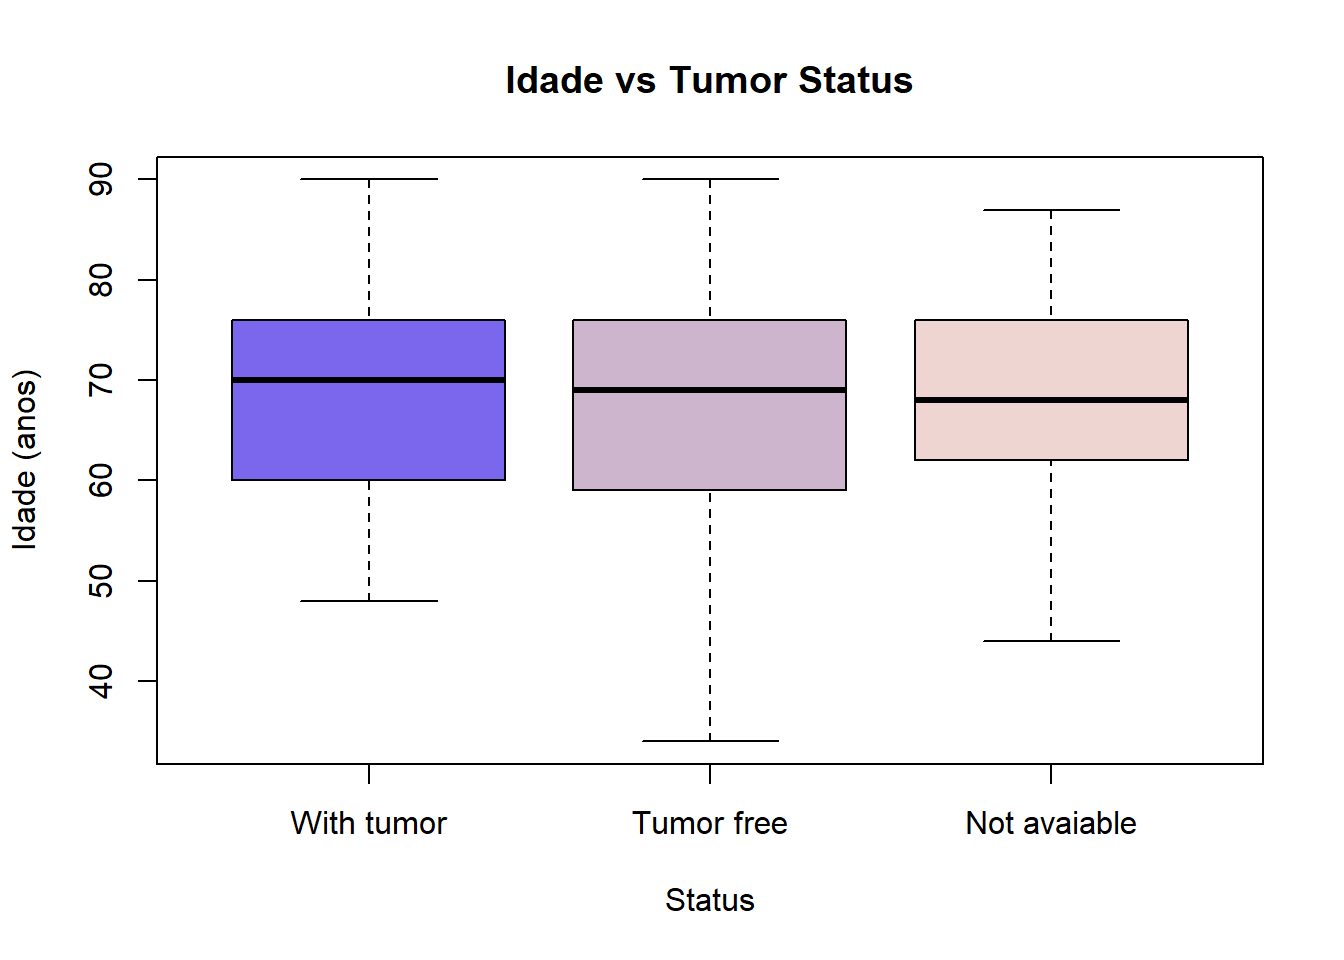 Idade vs Tumor Status
90
80
70
60
50
40
Idade (anos)
With tumor
Tumor free
Not avaiable
Status